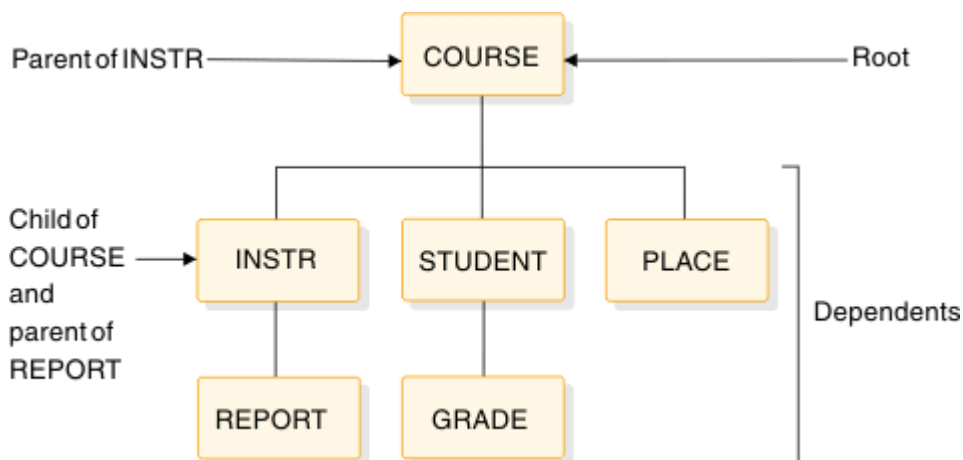 Parent of INSTR
COURSE
Root
Child of
COURSE
and
parent of
REPORT
INSTR
STUDENT
PLACE
Dependents
REPORT
GRADE